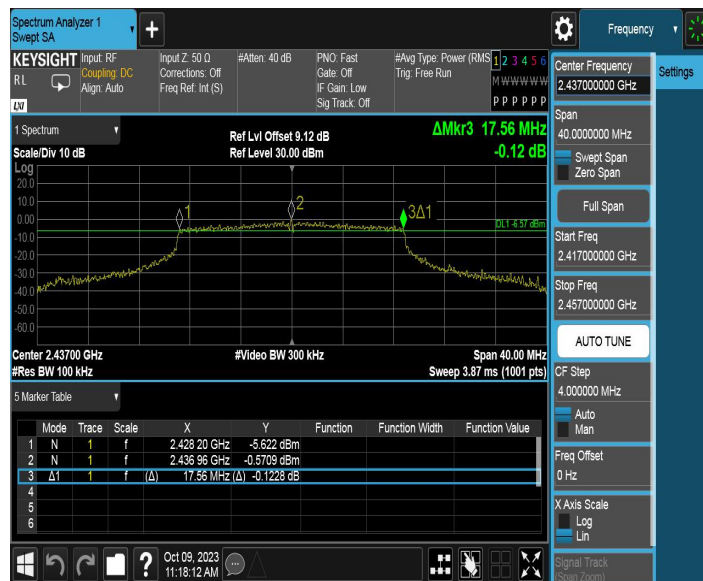 Spectrum Analyzer 1
Swept SA
Frequency
KEYSIGHT
RL
LXI
Input: RF
Coupling: DC
Align: Auto
Input Z: 50 Ω
Corrections: Off
Freq Ref: Int (S)
#Atten: 40 dB
PNO: Fast
Gate: Off
IF Gain: Low
Sig Track: Off
#Avg Type: Power (RMS
Trig: Free Run
1 2 3 4 5 6
M W W W W W
P P P P P P
1 Spectrum
Scale/Div 10 dB
Ref Lvl Offset 9.12 dB
Ref Level 30.00 dBm
ΔMkr3 17.56 MHz
-0.12 dB
Log
20.0
10.0
0.00
-10.0
-20.0
-30.0
-40.0
-50.0
-60.0
1
2
3Δ1
DL1 -6.57 dBm
Center 2.43700 GHz
#Video BW 300 kHz
Span 40.00 MHz
#Res BW 100 kHz
Sweep 3.87 ms (1001 pts)
5 Marker Table
Mode Trace Scale X Y Function Function Width Function Value
1 N 1 f 2.428 20 GHz -5.622 dBm
2 N 1 f 2.436 96 GHz -0.5709 dBm
3 Δ1 1 f (Δ) 17.56 MHz (Δ) -0.1228 dB
4
5
6
Oct 09, 2023
11:18:12 AM
Center Frequency
2.437000000 GHz
Settings
Span
40.0000000 MHz
Swept Span
Zero Span
Full Span
Start Freq
2.417000000 GHz
Stop Freq
2.457000000 GHz
AUTO TUNE
CF Step
4.000000 MHz
Auto
Man
Freq Offset
0 Hz
X Axis Scale
Log
Lin
Signal Track
(Span Zoom)